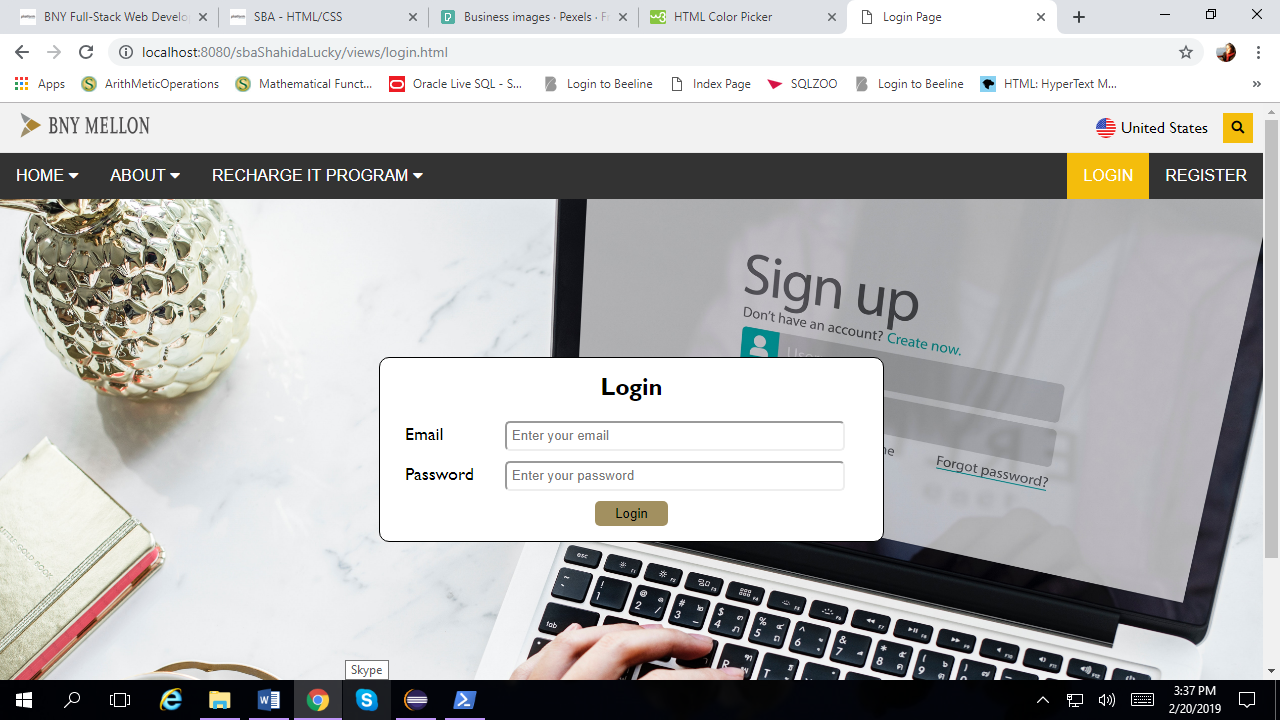 BNY Full-Stack Web Develo
SBA - HTML/CSS
Business images · Pexels · Fr
HTML Color Picker
Login Page
localhost:8080/sbaShahidaLucky/views/login.html
Apps
ArithMeticOperations
Mathematical Funct...
Oracle Live SQL - S...
Login to Beeline
Index Page
SQLZOO
Login to Beeline
HTML: HyperText M...
»
BNY MELLON
United States
HOME
ABOUT
RECHARGE IT PROGRAM
LOGIN
REGISTER
Sign up
Don't have an account? Create now.
Forgot password?
Login
Email
Enter your email
Password
Enter your password
Login
esc
tab
Skype
3:37 PM
2/20/2019